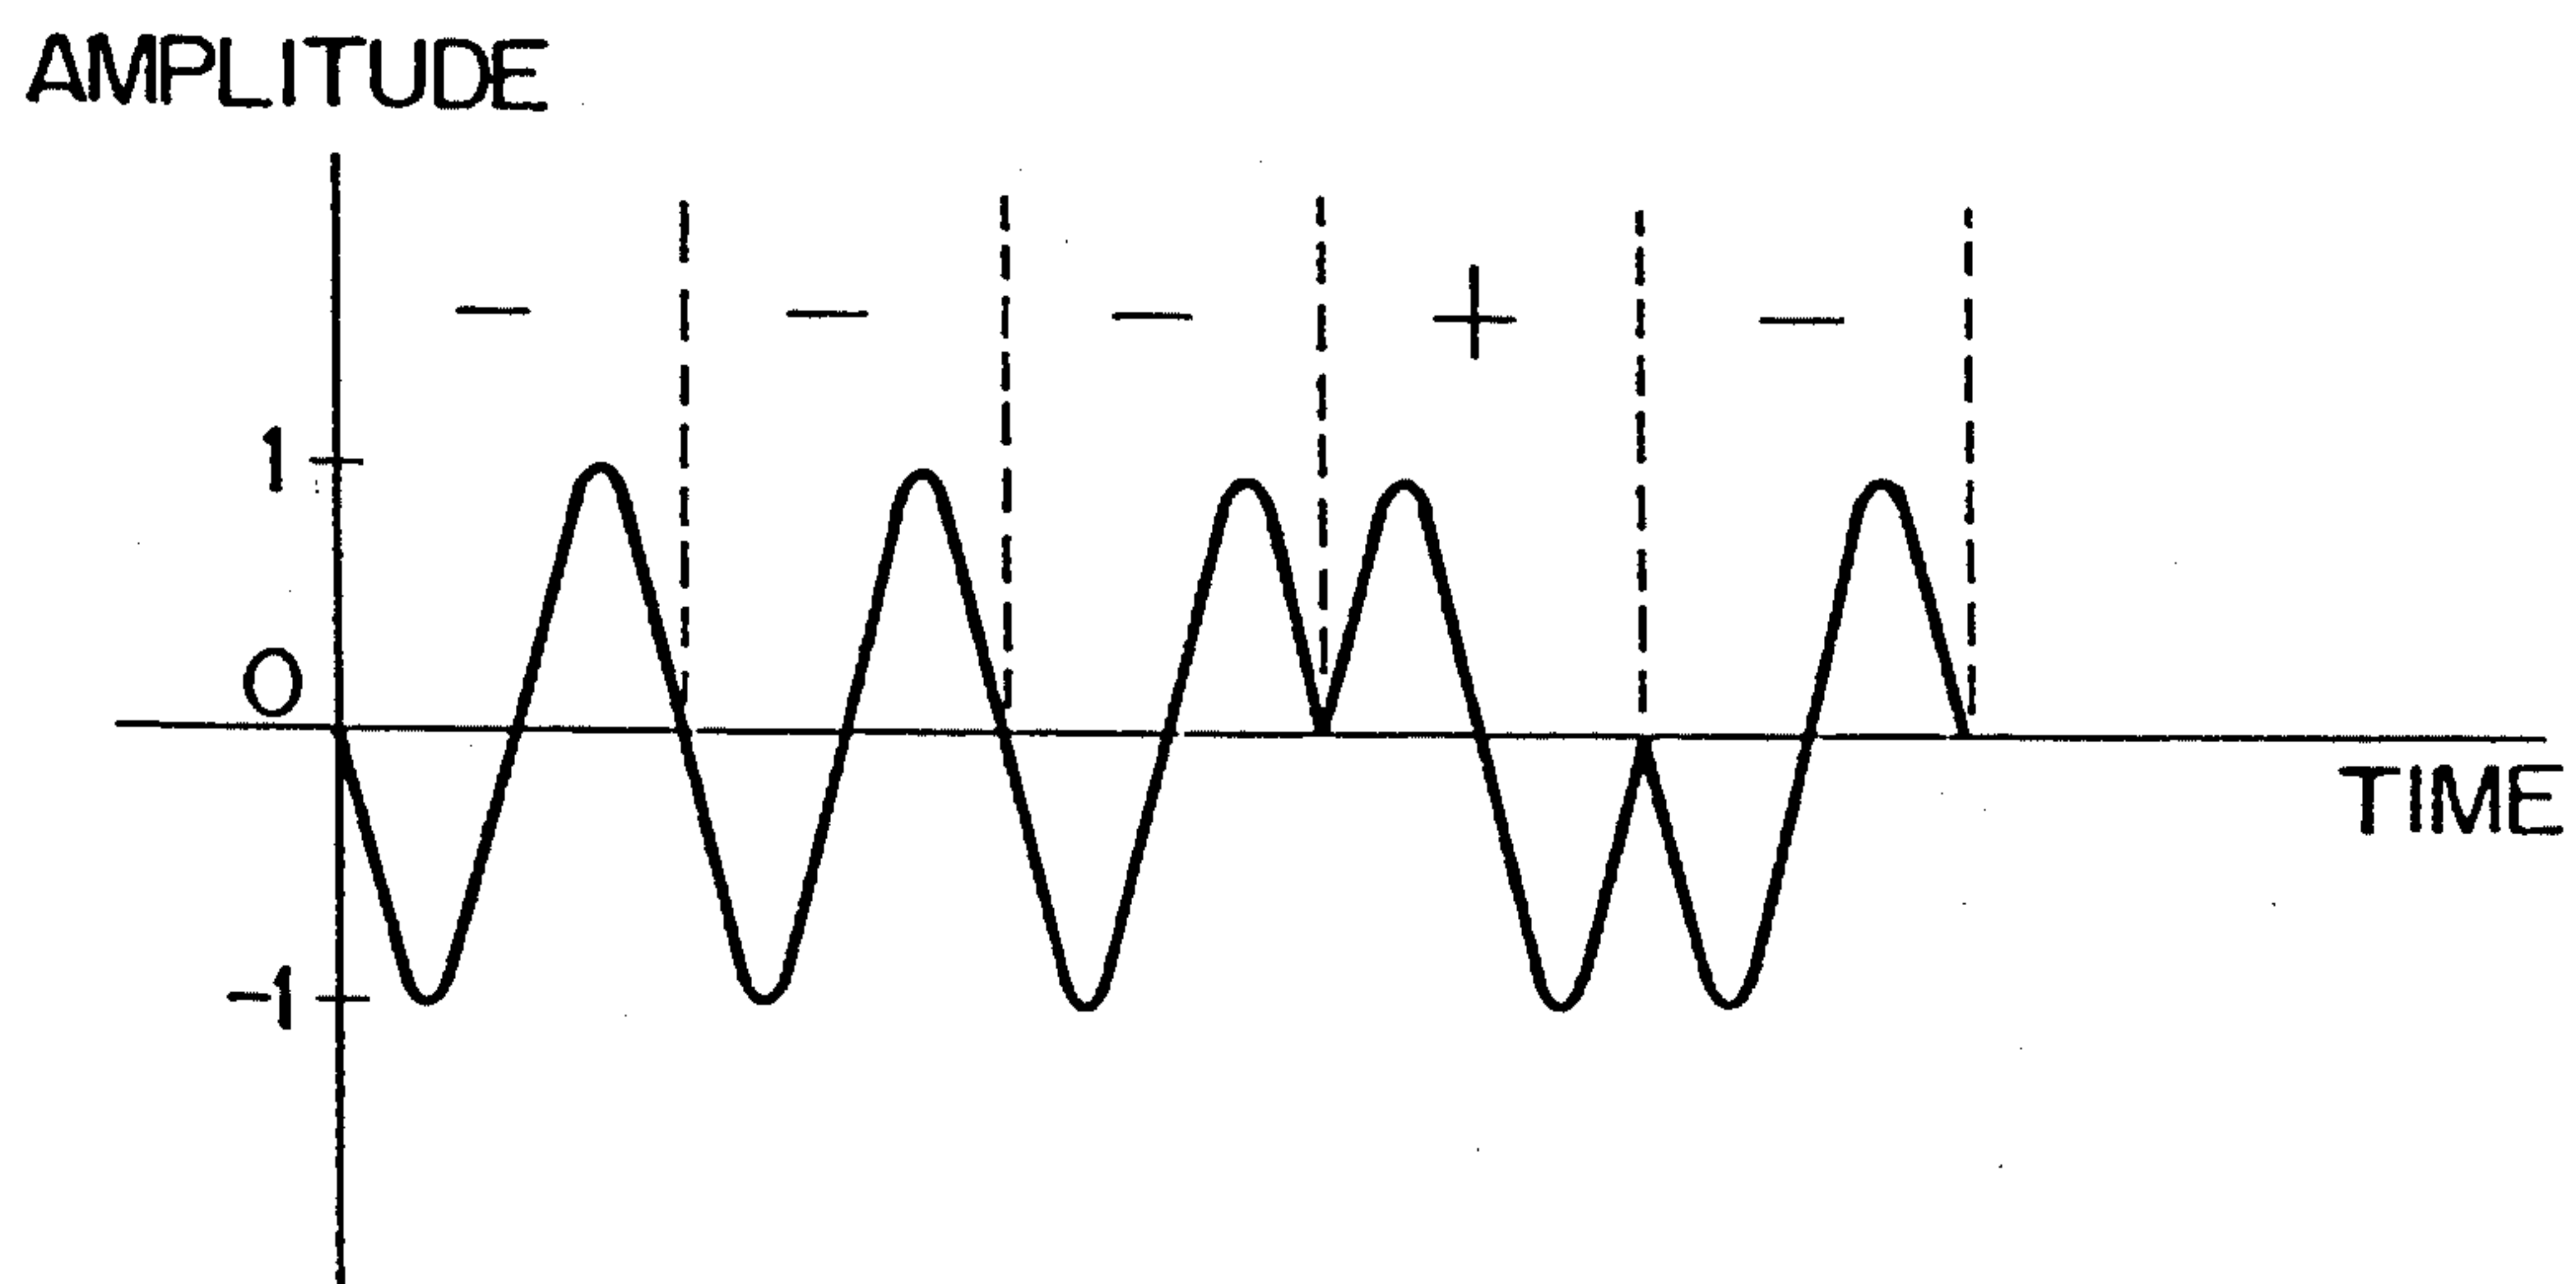 AMPLITUDE
— — — + —
1
0
-1
TIME